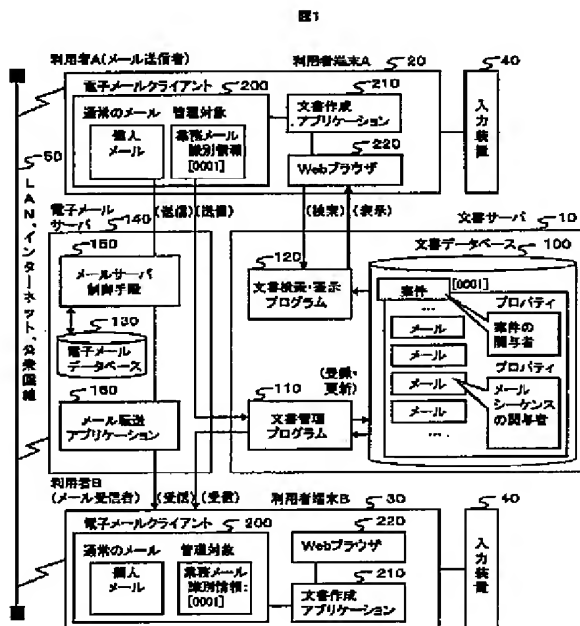 図1
利用者A(メール送信者)
利用者端末A
20
40
電子メールクライアント
200
210
通常のメール
管理対象
個人
メール
業務メール
識別情報
[0001]
文書作成
アプリケーション
220
Webブラウザ
入力装置
50
LAN、インターネット、公衆回線
電子メール
サーバ
140
(送信)
(送信)
(検索)
(表示)
文書サーバ
10
150
メールサーバ
制御手段
130
電子メール
データベース
160
メール転送
アプリケーション
120
文書検索・表示
プログラム
文書データベース
100
案件
[0001]
プロパティ
案件の
関与者
...
メール
メール
メール
メール
...
プロパティ
メール
シーケンス
の関与者
(登録・
更新)
110
文書管理
プログラム
利用者B
(メール受信者)
(受信)
(受信)
利用者端末B
30
40
電子メールクライアント
200
220
通常のメール
管理対象
個人
メール
業務メール
識別情報:
[0001]
Webブラウザ
210
文書作成
アプリケーション
入力装置